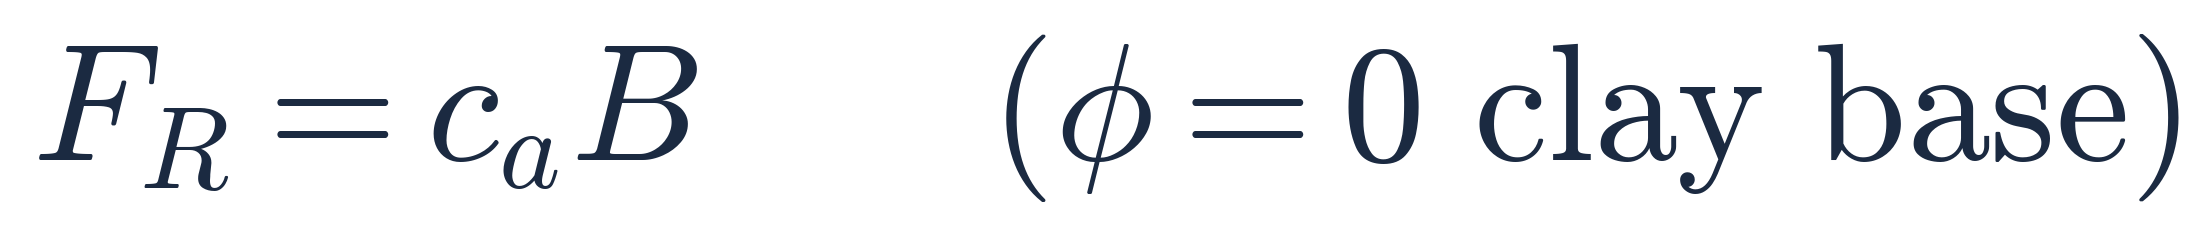 F_R = c_a B (ϕ = 0 clay base)